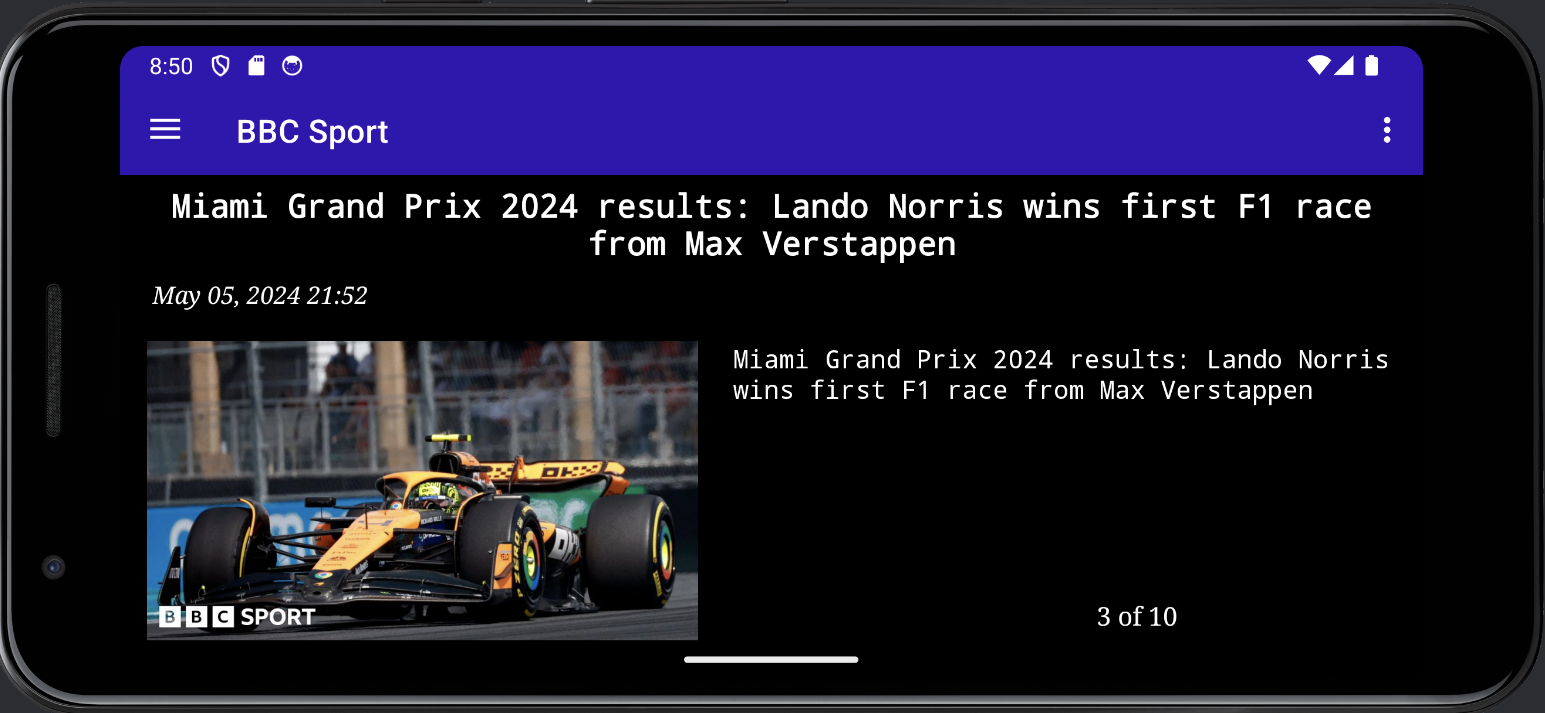 8:50
BBC Sport
Miami Grand Prix 2024 results: Lando Norris wins first F1 race
from Max Verstappen
May 05, 2024 21:52
Miami Grand Prix 2024 results: Lando Norris
wins first F1 race from Max Verstappen
BBC SPORT
3 of 10